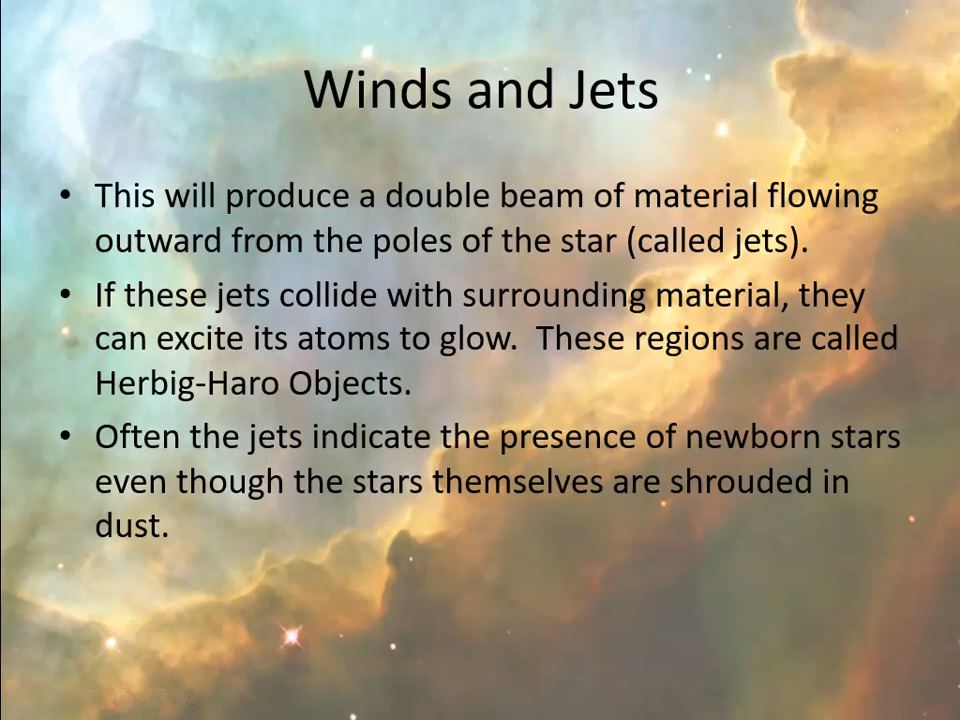 Winds and Jets
• This will produce a double beam of material flowing
outward from the poles of the star (called jets).
• If these jets collide with surrounding material, they
can excite its atoms to glow.  These regions are called
Herbig-Haro Objects.
• Often the jets indicate the presence of newborn stars
even though the stars themselves are shrouded in
dust.